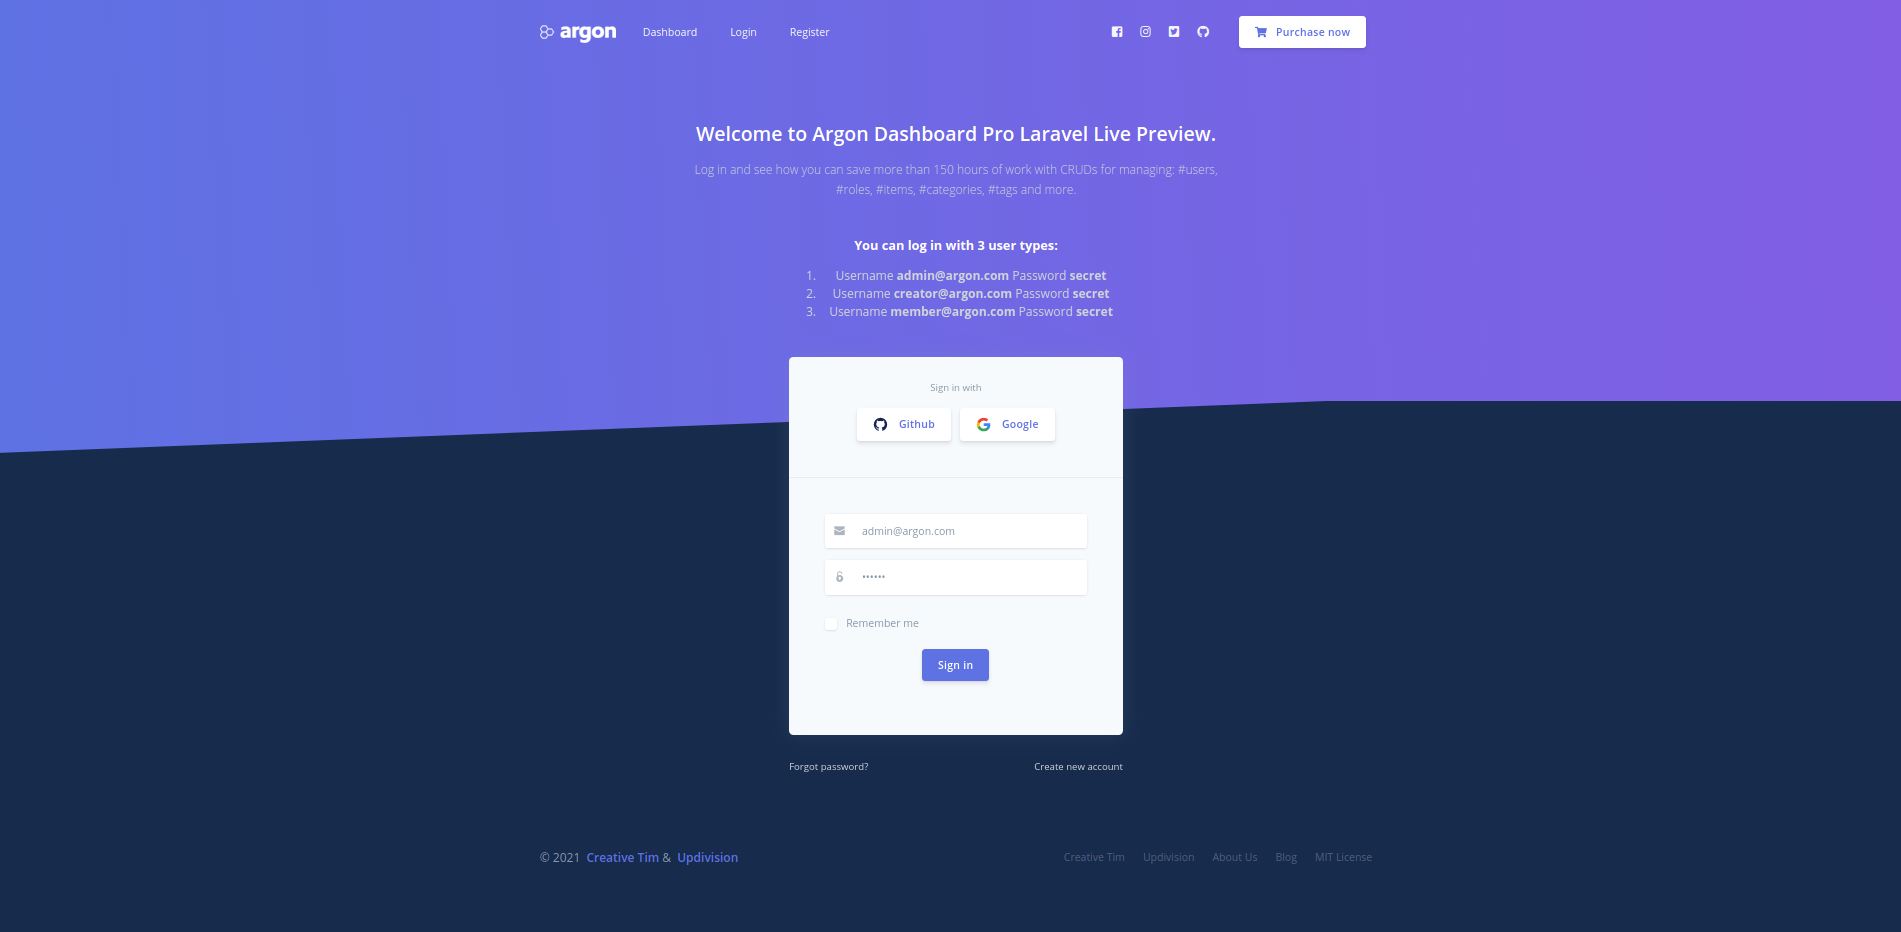 argon Dashboard Login Register Purchase now
Welcome to Argon Dashboard Pro Laravel Live Preview.
Log in and see how you can save more than 150 hours of work with CRUDs for managing: #users,
#roles, #items, #categories, #tags and more.
You can log in with 3 user types:
1. Username admin@argon.com Password secret
2. Username creator@argon.com Password secret
3. Username member@argon.com Password secret
Sign in with
Github Google
admin@argon.com
••••••
Remember me
Sign in
Forgot password? Create new account
© 2021 Creative Tim & Updivision Creative Tim Updivision About Us Blog MIT License